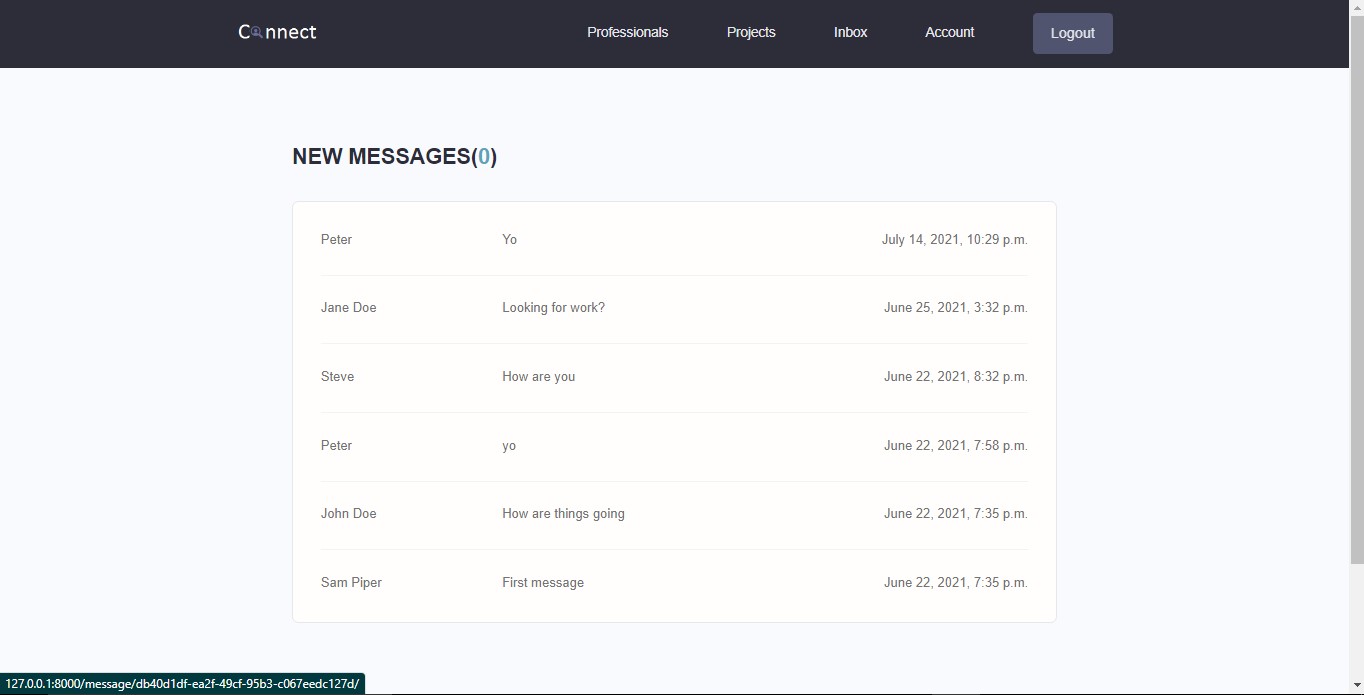 Connect Professionals Projects Inbox Account Logout
NEW MESSAGES(0)
Peter Yo July 14, 2021, 10:29 p.m.
Jane Doe Looking for work? June 25, 2021, 3:32 p.m.
Steve How are you June 22, 2021, 8:32 p.m.
Peter yo June 22, 2021, 7:58 p.m.
John Doe How are things going June 22, 2021, 7:35 p.m.
Sam Piper First message June 22, 2021, 7:35 p.m.
127.0.0.1:8000/message/db40d1df-ea2f-49cf-95b3-c067eedc127d/